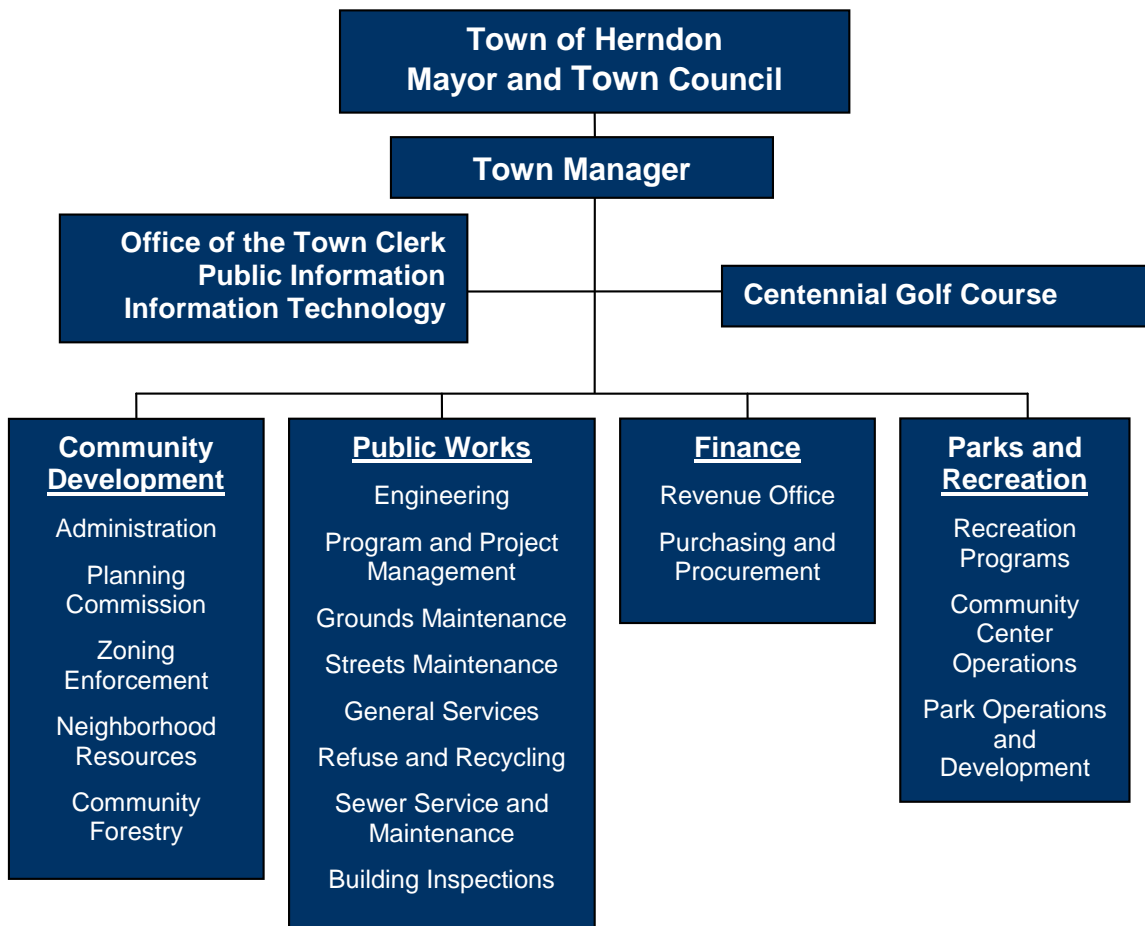 Town of Herndon
Mayor and Town Council
Town Manager
Office of the Town Clerk
Public Information
Information Technology
Centennial Golf Course
Community
Development
Administration
Planning
Commission
Zoning
Enforcement
Neighborhood
Resources
Community
Forestry
Public Works
Engineering
Program and Project
Management
Grounds Maintenance
Streets Maintenance
General Services
Refuse and Recycling
Sewer Service and
Maintenance
Building Inspections
Finance
Revenue Office
Purchasing and
Procurement
Parks and
Recreation
Recreation
Programs
Community
Center
Operations
Park Operations
and
Development